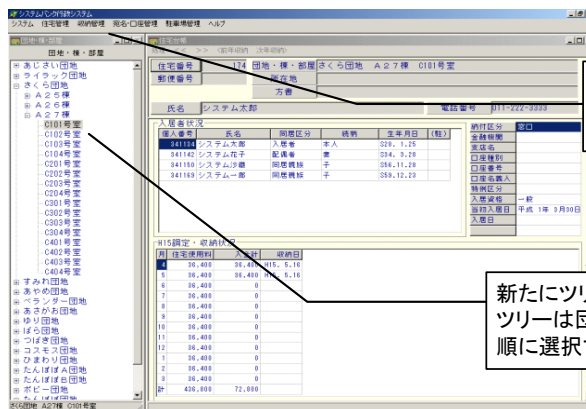 システムバンク行政システム
システム 住宅管理 収納管理 宛名・口座管理 駐車場管理 ヘルプ
団地・棟・部屋
団地・棟・部屋
あじさい団地
ライラック団地
さくら団地
A25棟
A26棟
A27棟
C101号室
C102号室
C103号室
C104号室
C201号室
C202号室
C203号室
C204号室
C301号室
C302号室
C303号室
C304号室
C401号室
C402号室
C403号室
C404号室
すみれ団地
あやめ団地
ベランダー団地
あさがお団地
ゆり団地
ばら団地
つばき団地
コスモス団地
ひまわり団地
たんぽぽA団地
たんぽぽB団地
ポピー団地
さくら団地 A27棟 C101号室
住宅台帳
<< >> 前年収納 次年収納
住宅番号 174 団地・棟・部屋 さくら団地 A27棟 C101号室
郵便番号 所在地
方書
氏名 システム太郎 電話番号 011-222-3333
入居者状況
個人番号 氏名 同居区分 続柄 生年月日 (駐)
341134 システム太郎 入居者 本人 S28. 1.25
341142 システム花子 配偶者 妻 S34. 3.28
341150 システム沙織 同居親族 子 S56.11.28
341169 システム一郎 同居親族 子 S59.12.23
納付区分 窓口
金融機関
支店名
口座種別
口座番号
口座名義人
特例区分
入居資格 一般
当初入居日 平成 1年 3月30日
入居日
H15調定・収納状況
月 住宅使用料 入金計 収納日
4 36,400 36,400 H15. 5.16
5 36,400 36,400 H15. 5.16
6 36,400 0
7 36,400 0
8 36,400 0
9 36,400 0
10 36,400 0
11 36,400 0
12 36,400 0
1 36,400 0
2 36,400 0
3 36,400 0
計 436,800 72,800
新たにツリ
ツリーは団
順に選択